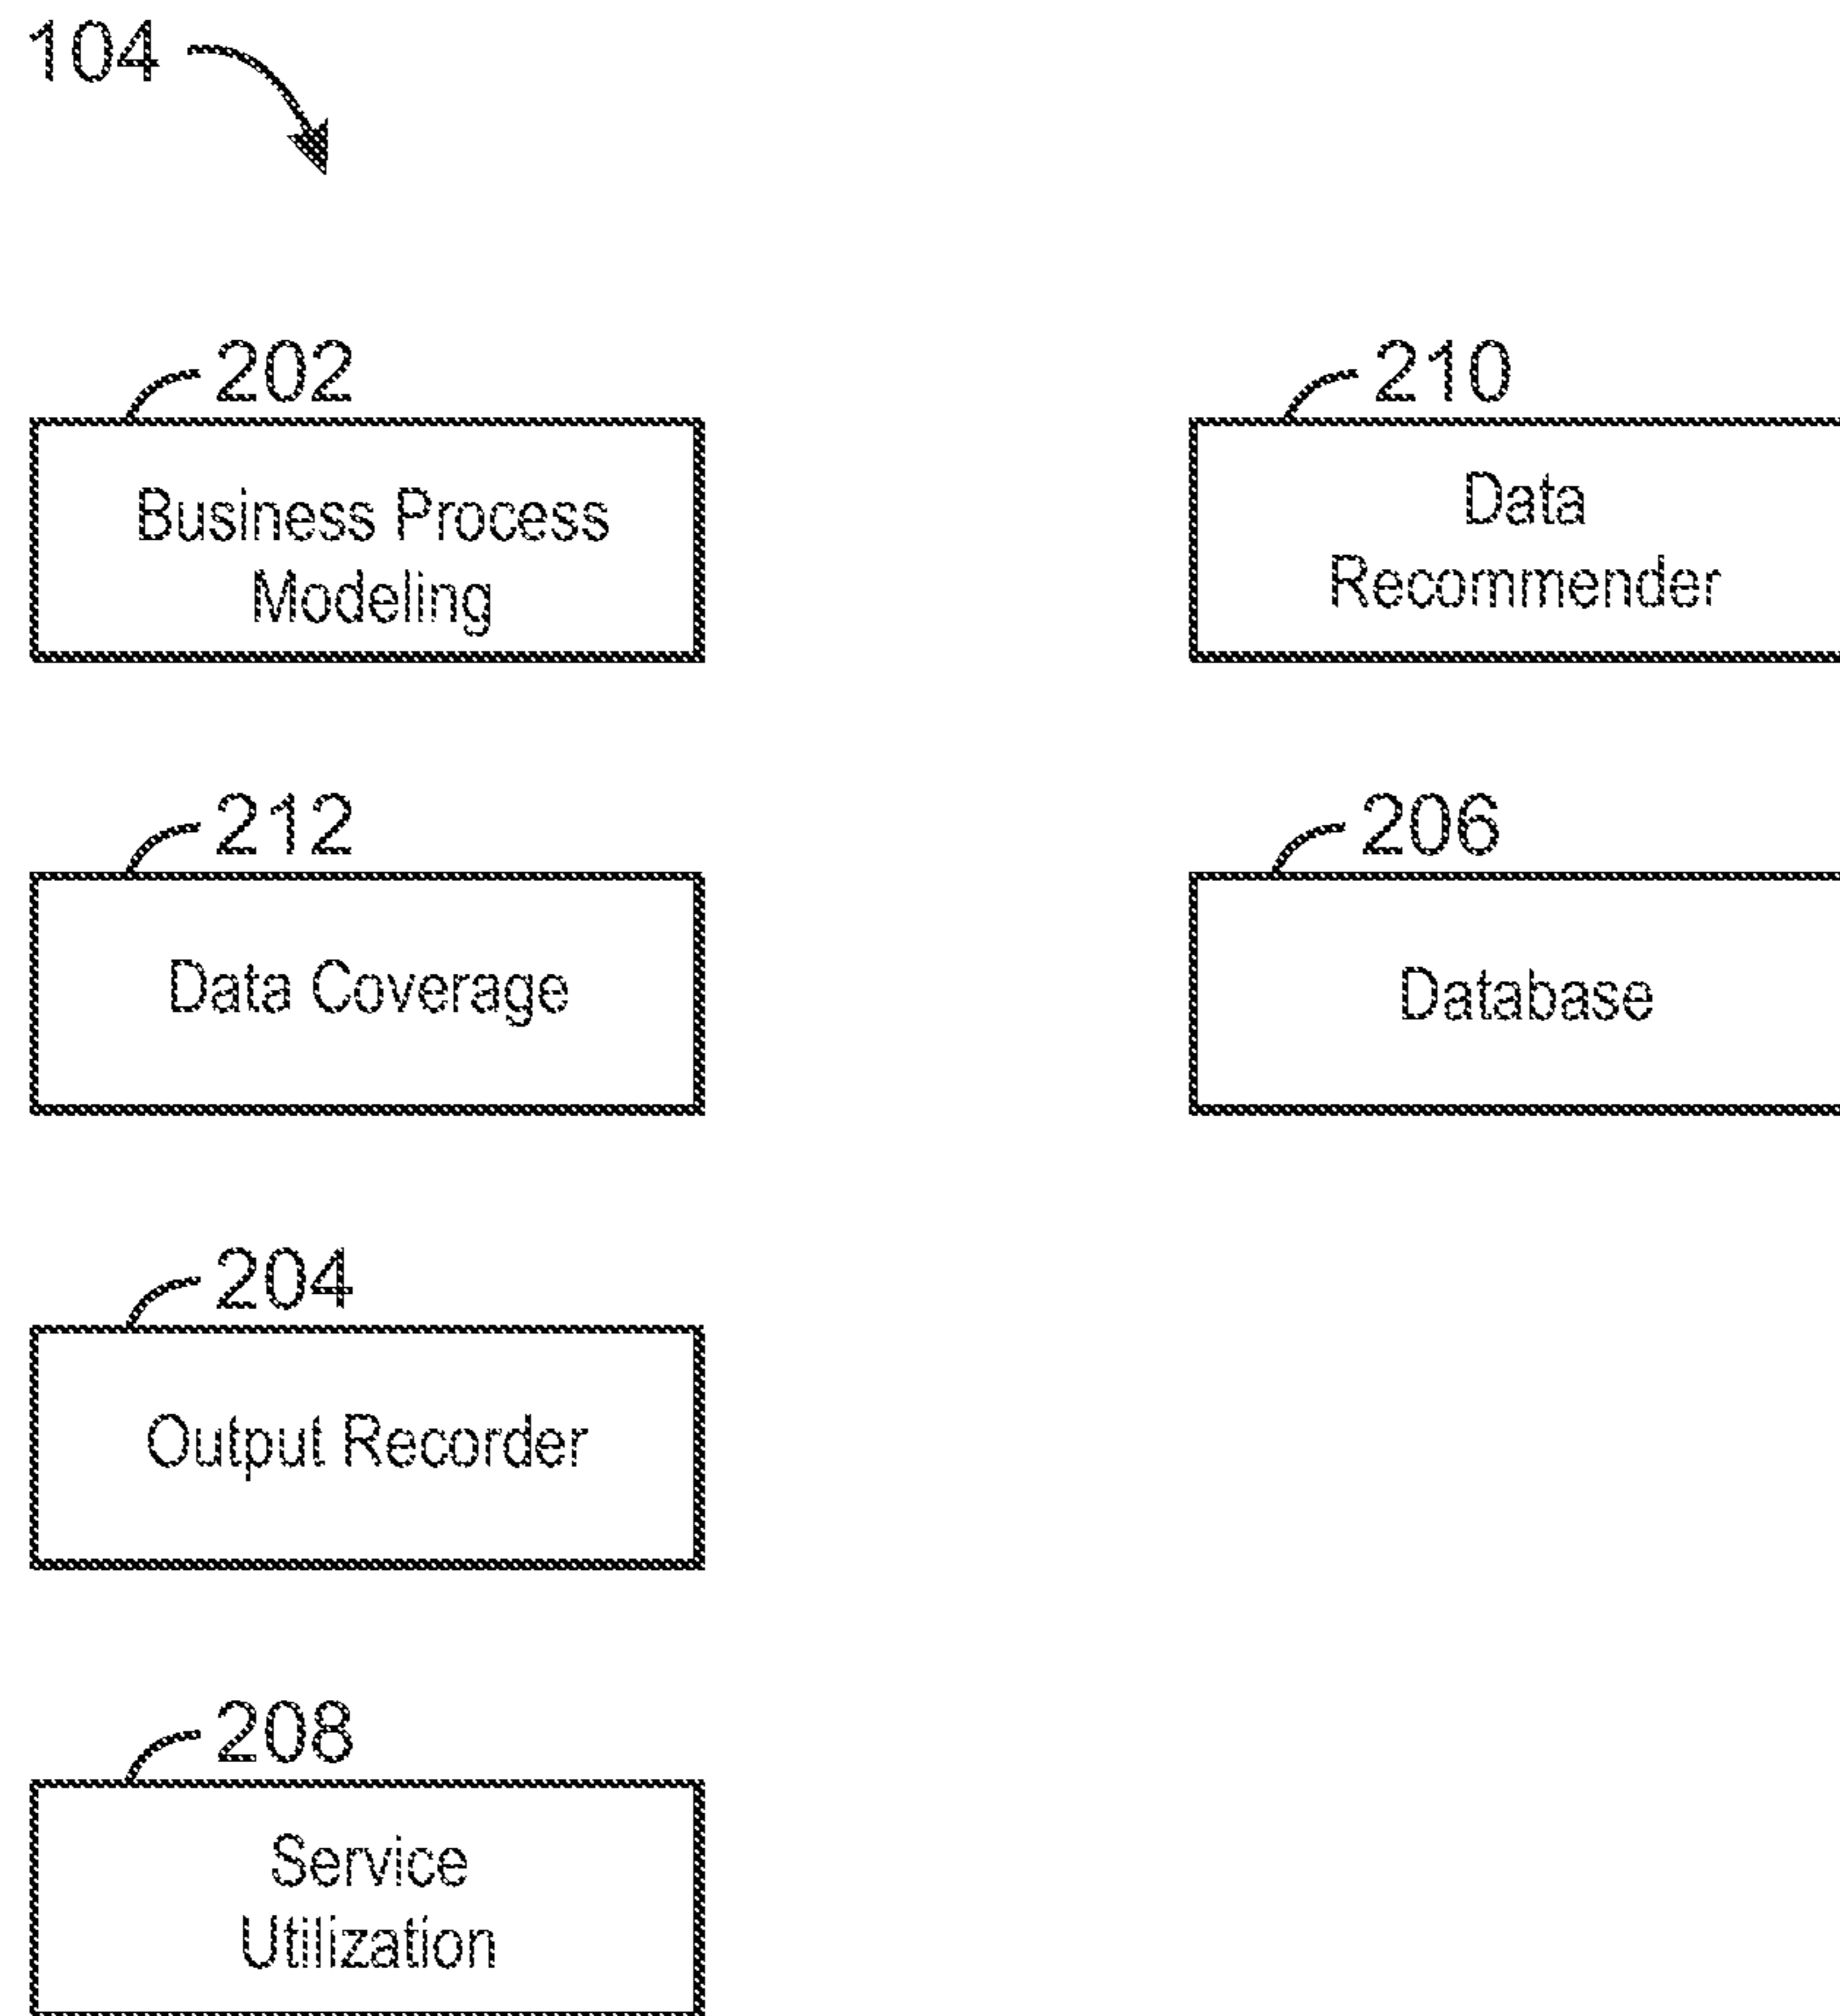 104
202
Business Process
Modeling
210
Data
Recommender
212
Data Coverage
206
Database
204
Output Recorder
208
Service
Utilization